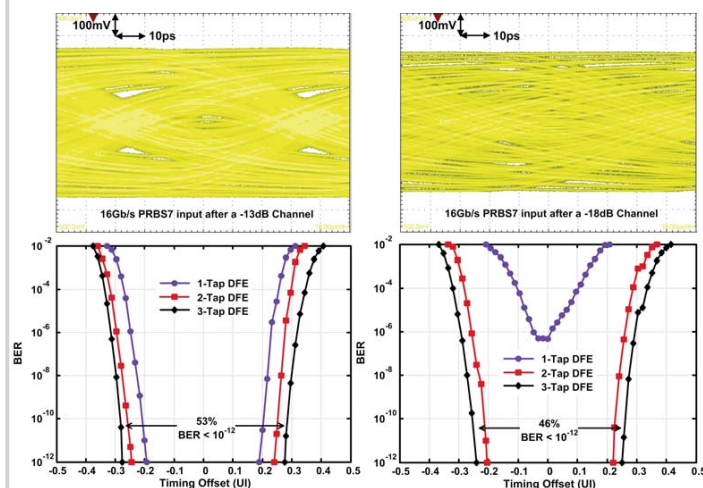 100mV
10ps
16Gb/s PRBS7 input after a -13dB Channel
100mV
10ps
16Gb/s PRBS7 input after a -18dB Channel
BER
10-2
10-4
10-6
10-8
10-10
10-12
1-Tap DFE
2-Tap DFE
3-Tap DFE
53%
BER < 10-12
-0.5 -0.4 -0.3 -0.2 -0.1 0 0.1 0.2 0.3 0.4 0.5
Timing Offset (UI)
BER
10-2
10-4
10-6
10-8
10-10
10-12
1-Tap DFE
2-Tap DFE
3-Tap DFE
46%
BER < 10-12
-0.5 -0.4 -0.3 -0.2 -0.1 0 0.1 0.2 0.3 0.4 0.5
Timing Offset (UI)